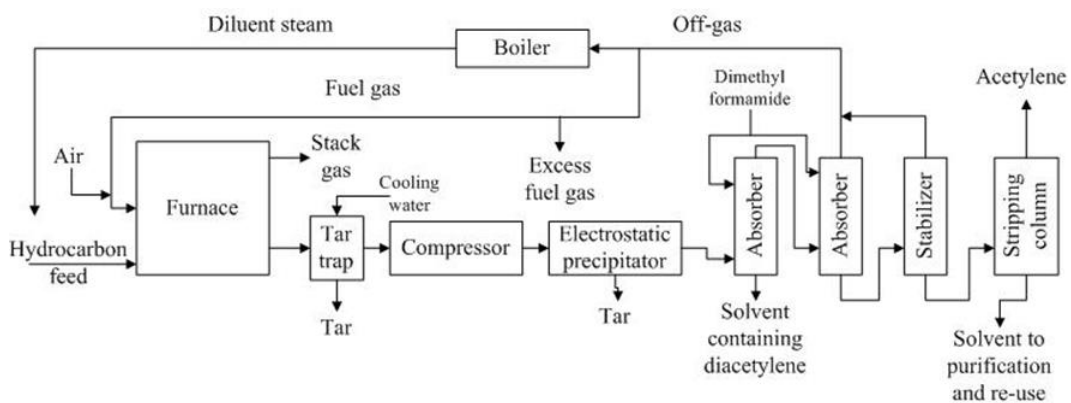 Diluent steam
Boiler
Off-gas
Fuel gas
Dimethyl
formamide
Acetylene
Air
Stack
gas
Excess
fuel gas
Furnace
Cooling
water
Hydrocarbon
feed
Tar
trap
Compressor
Electrostatic
precipitator
Absorber
Absorber
Stabilizer
Stripping
column
Tar
Tar
Solvent
containing
diacetylene
Solvent to
purification
and re-use